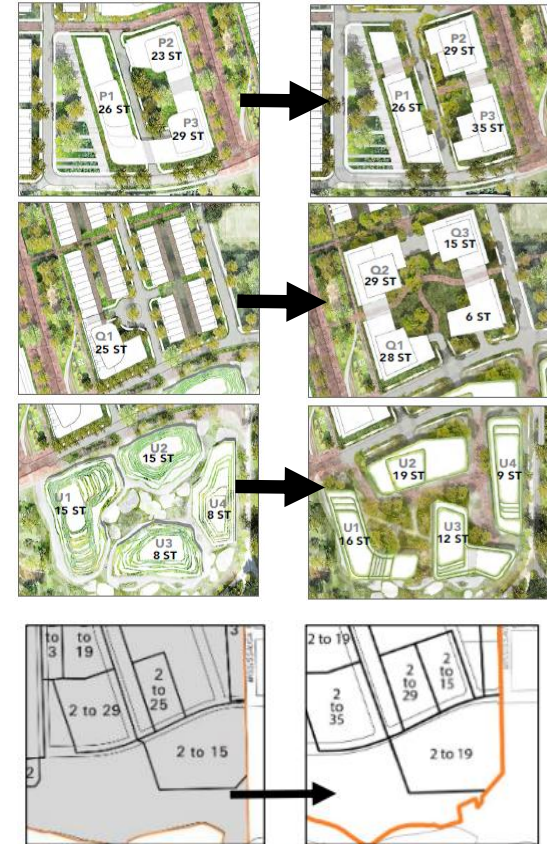 P2
23 ST
P1
26 ST
P3
29 ST
P2
29 ST
P1
26 ST
P3
35 ST
Q1
25 ST
Q3
15 ST
Q2
29 ST
6 ST
Q1
28 ST
U2
15 ST
U1
15 ST
U4
8 ST
U3
8 ST
U4
9 ST
U2
19 ST
U1
16 ST
U3
12 ST
to
3
to
19
3
2
to
25
2 to 29
2 to 15
2
2 to 19
2
to
15
2
to
29
2
to
35
2 to 19